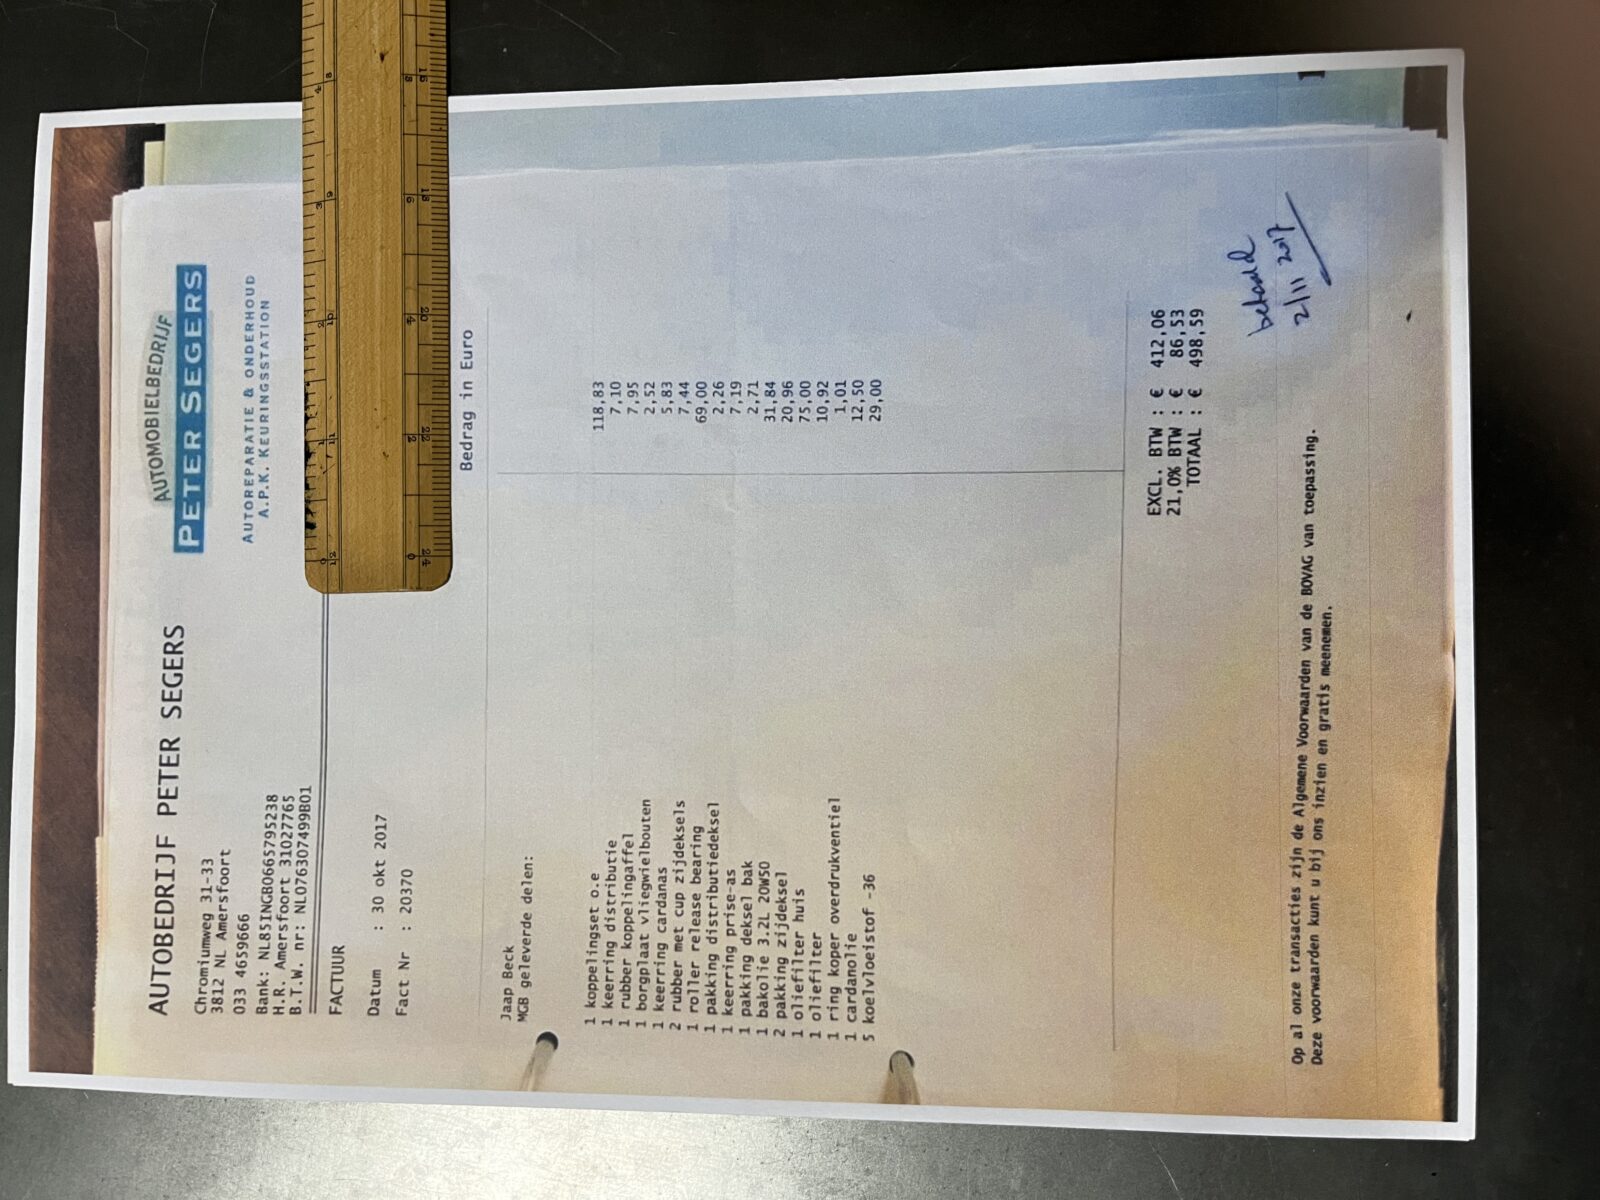 AUTOBEDRIJF PETER SEGERS
AUTOMOBIELBEDRIJF
PETER SEGERS
AUTOREPARATIE & ONDERHOUD
A.P.K. KEURINGSSTATION
Chromiumweg 31-33
3812 NL Amersfoort
033 4659666
Bank: NL85INGB0665795238
H.R. Amersfoort 31027765
B.T.W. nr: NL076307499B01
FACTUUR
Datum : 30 okt 2017
Fact Nr : 20370
Bedrag in Euro
Jaap Beck
MGB geleverde delen:
1 koppelingset o.e 118,83
1 keerring distributie 7,10
1 rubber koppelingaffel 7,95
1 borgplaat vliegwielbouten 2,52
1 keerring cardanas 5,83
2 rubber met cup zijdeksels 7,44
1 roller release bearing 69,00
1 pakking distributiedeksel 2,26
1 keerring prise-as 7,19
1 pakking deksel bak 2,71
1 bakolie 3.2L 20W50 31,84
2 pakking zijdeksel 20,96
1 oliefilter huis 75,00
1 oliefilter 10,92
1 ring koper overdrukventiel 1,01
1 cardanolie 12,50
5 koelvloeistof -36 29,00
EXCL. BTW : € 412,06
21,0% BTW : € 86,53
TOTAAL : € 498,59
betaald
2/11 2017
Op al onze transacties zijn de Algemene Voorwaarden van de BOVAG van toepassing.
Deze voorwaarden kunt u bij ons inzien en gratis meenemen.